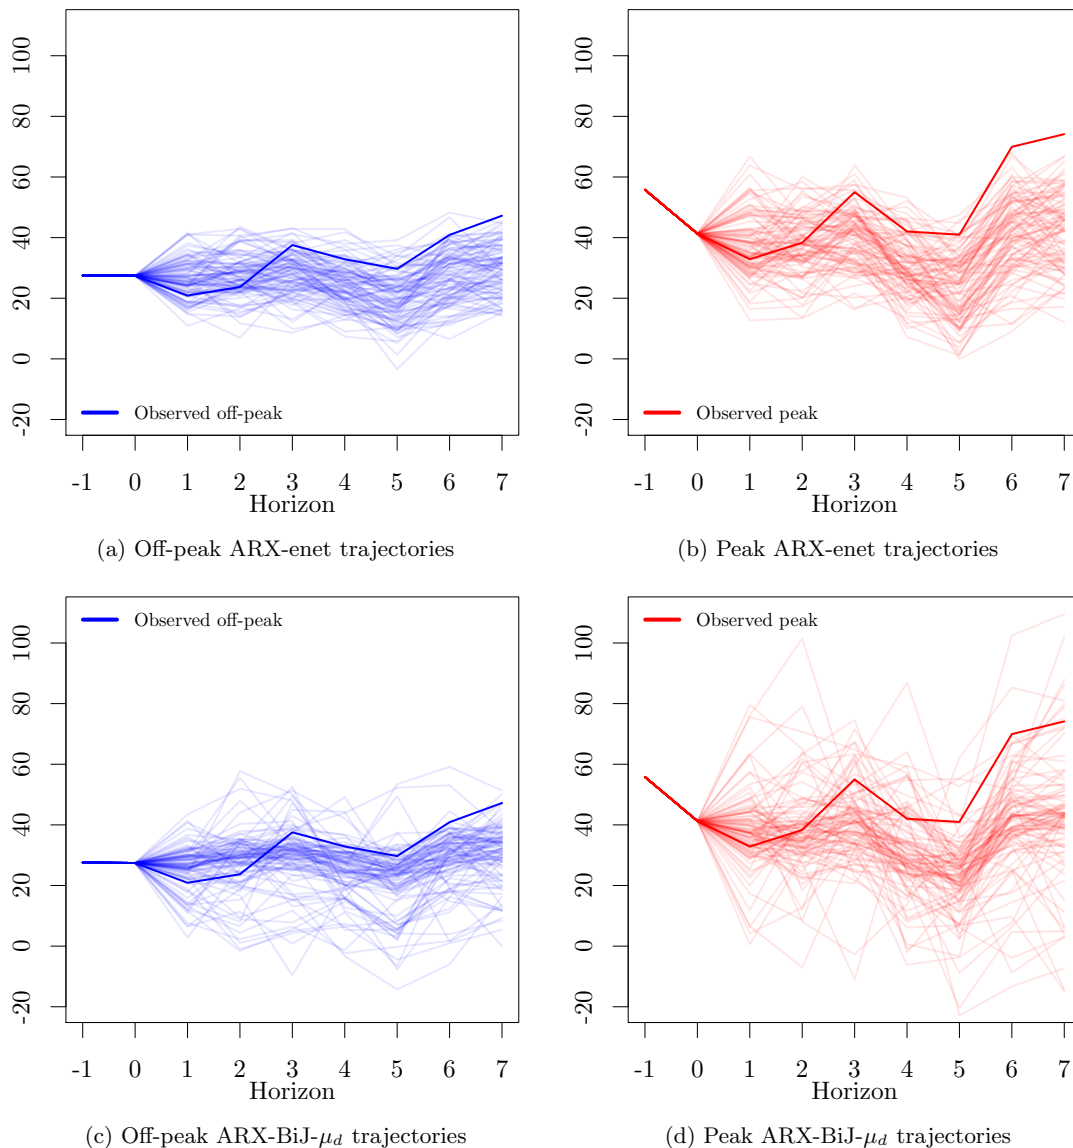 100
80
60
40
20
0
-20
Observed off-peak
-1 0 1 2 3 4 5 6 7
Horizon
(a) Off-peak ARX-enet trajectories
100
80
60
40
20
0
-20
Observed peak
-1 0 1 2 3 4 5 6 7
Horizon
(b) Peak ARX-enet trajectories
Observed off-peak
100
80
60
40
20
0
-20
-1 0 1 2 3 4 5 6 7
Horizon
(c) Off-peak ARX-BiJ-μd trajectories
Observed peak
100
80
60
40
20
0
-20
-1 0 1 2 3 4 5 6 7
Horizon
(d) Peak ARX-BiJ-μd trajectories